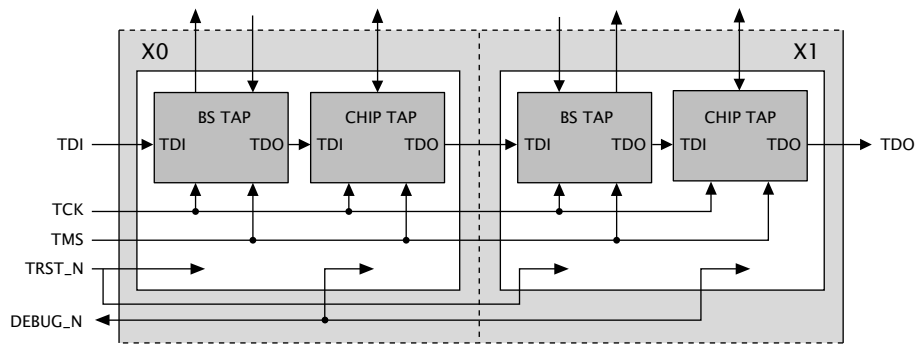 X0 X1
BS TAP CHIP TAP BS TAP CHIP TAP
TDI TDI TDO TDI TDO TDI TDO TDI TDO TDO
TCK
TMS
TRST_N
DEBUG_N